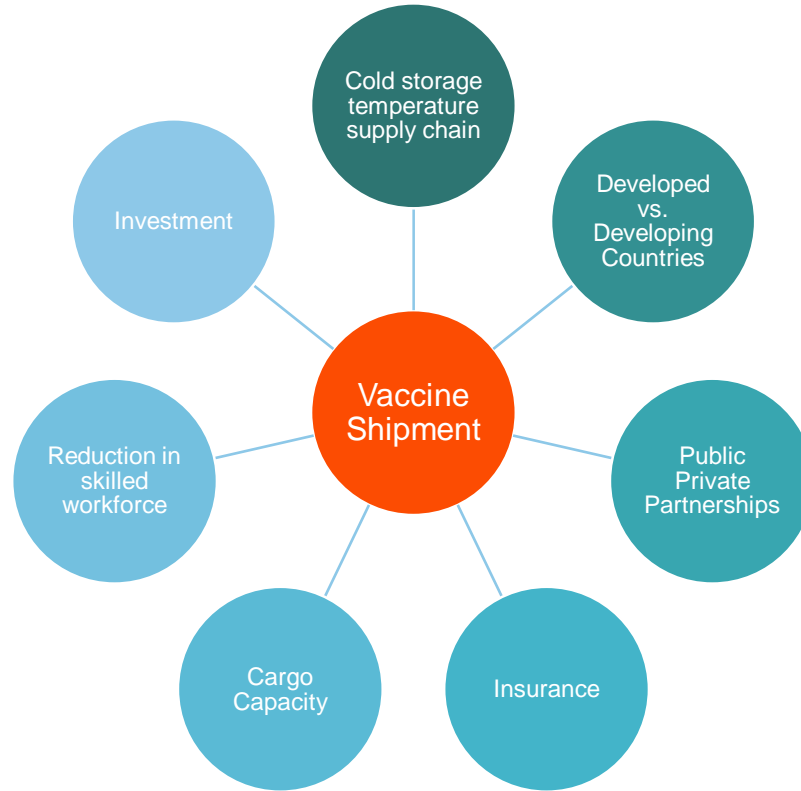 Cold storage
temperature
supply chain
Developed
vs.
Developing
Countries
Public
Private
Partnerships
Insurance
Cargo
Capacity
Reduction in
skilled
workforce
Investment
Vaccine
Shipment